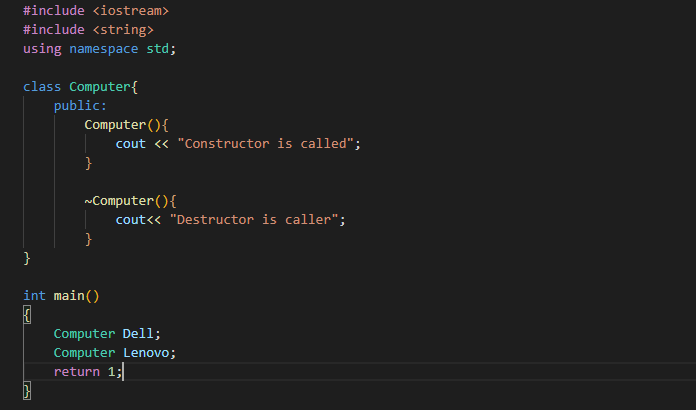 #include <iostream>
#include <string>
using namespace std;

class Computer{
    public:
        Computer(){
            cout << "Constructor is called";
        }

        ~Computer(){
            cout<< "Destructor is caller";
        }
}

int main()
{
    Computer Dell;
    Computer Lenovo;
    return 1;
}